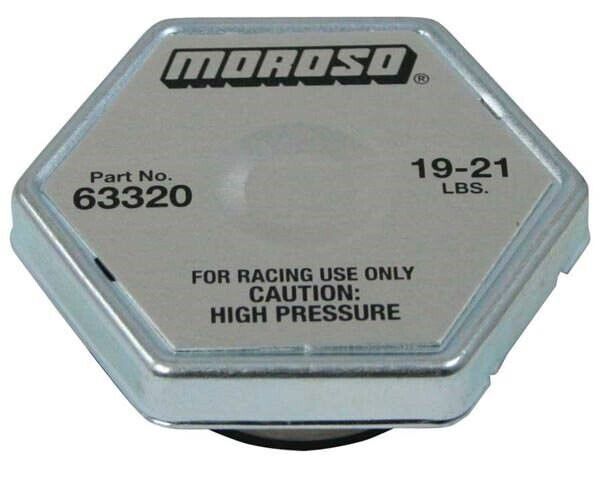 MOROSO®
Part No.
63320
19-21
LBS.
FOR RACING USE ONLY
CAUTION:
HIGH PRESSURE